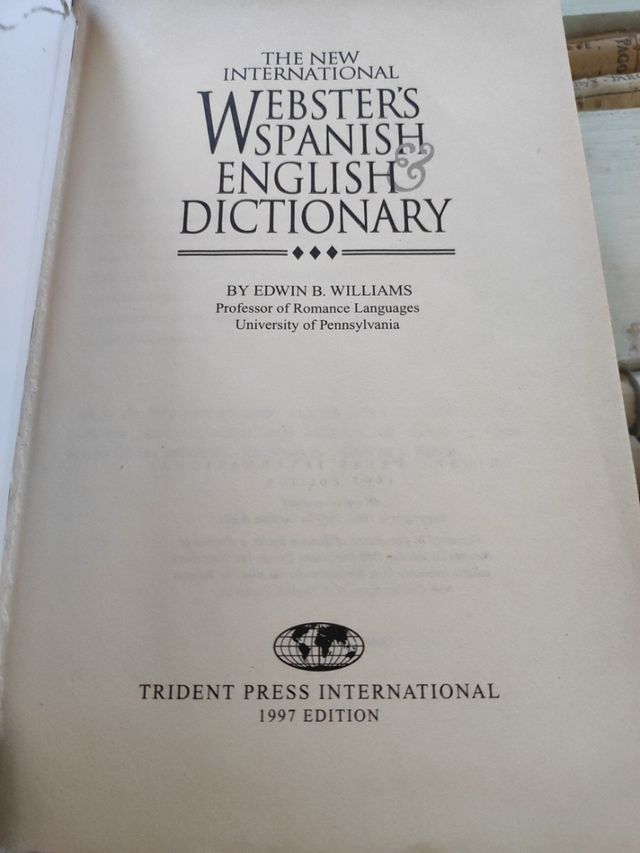 THE NEW
INTERNATIONAL
WEBSTER'S
SPANISH
& ENGLISH
DICTIONARY
BY EDWIN B. WILLIAMS
Professor of Romance Languages
University of Pennsylvania
TRIDENT PRESS INTERNATIONAL
1997 EDITION